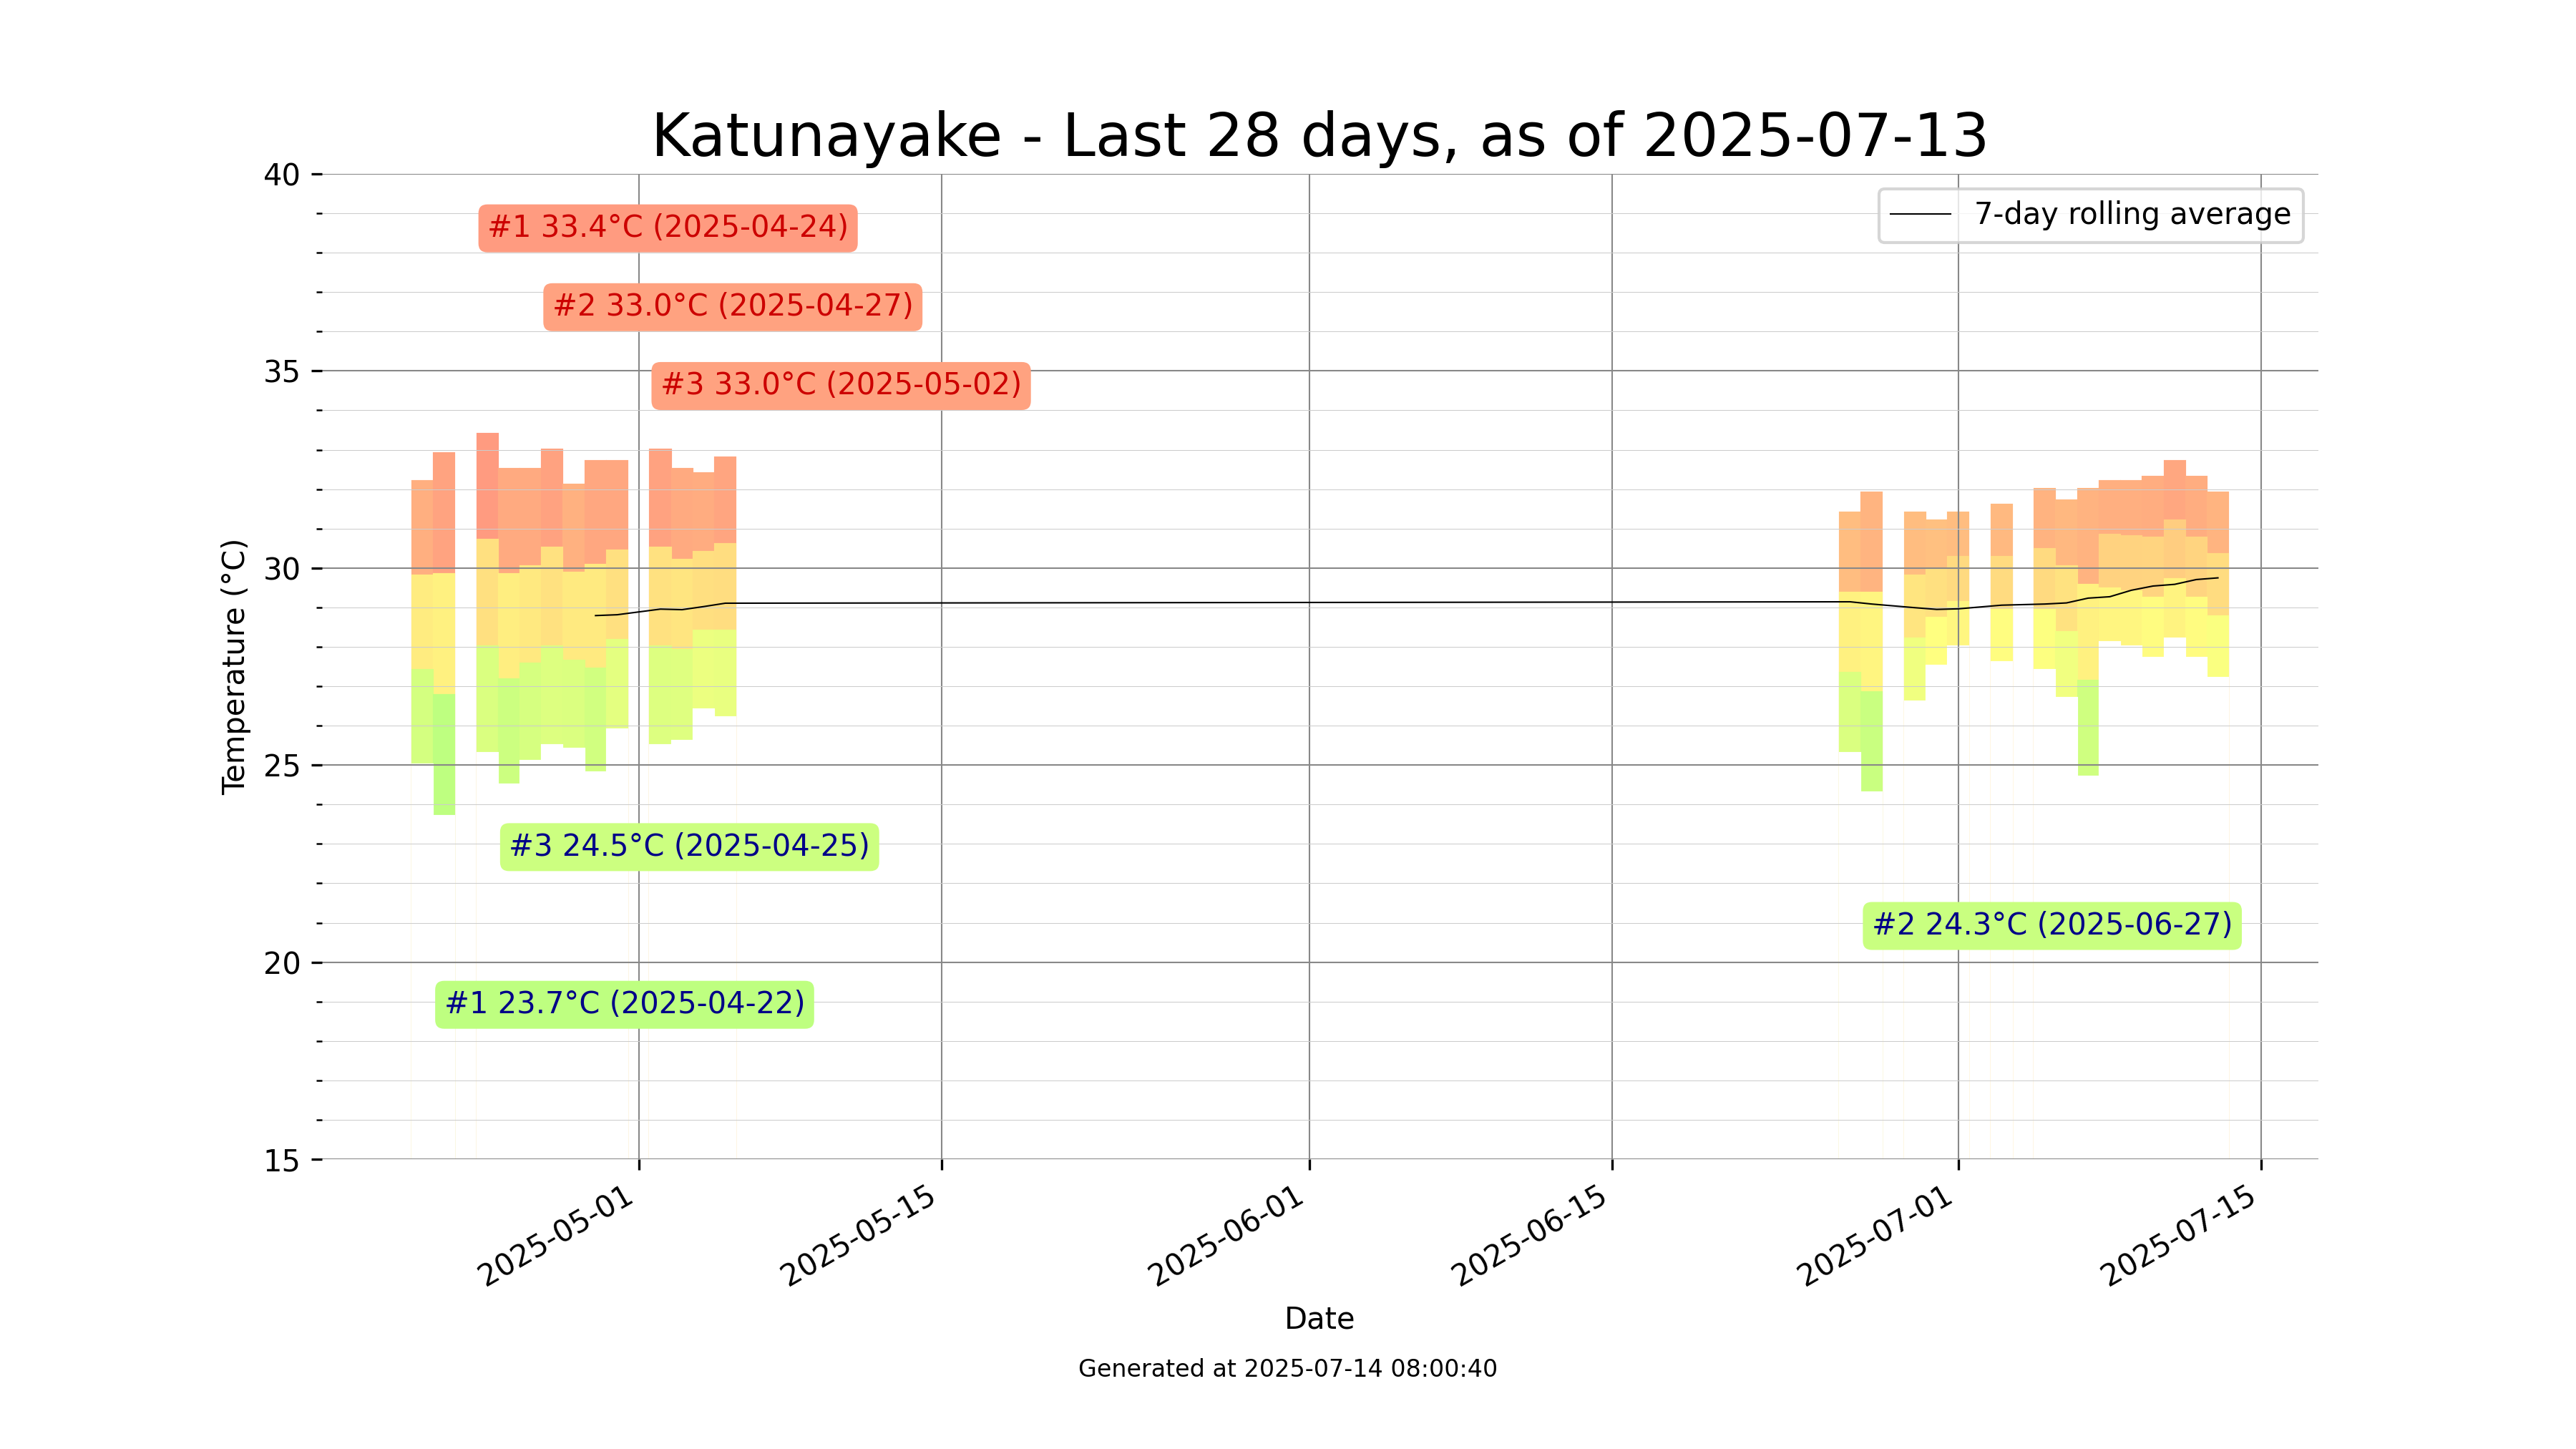 Katunayake - Last 28 days, as of 2025-07-13
40
35
30
25
20
15
Temperature (°C)
7-day rolling average
#1 33.4°C (2025-04-24)
#2 33.0°C (2025-04-27)
#3 33.0°C (2025-05-02)
#3 24.5°C (2025-04-25)
#2 24.3°C (2025-06-27)
#1 23.7°C (2025-04-22)
2025-05-01
2025-05-15
2025-06-01
2025-06-15
2025-07-01
2025-07-15
Date
Generated at 2025-07-14 08:00:40